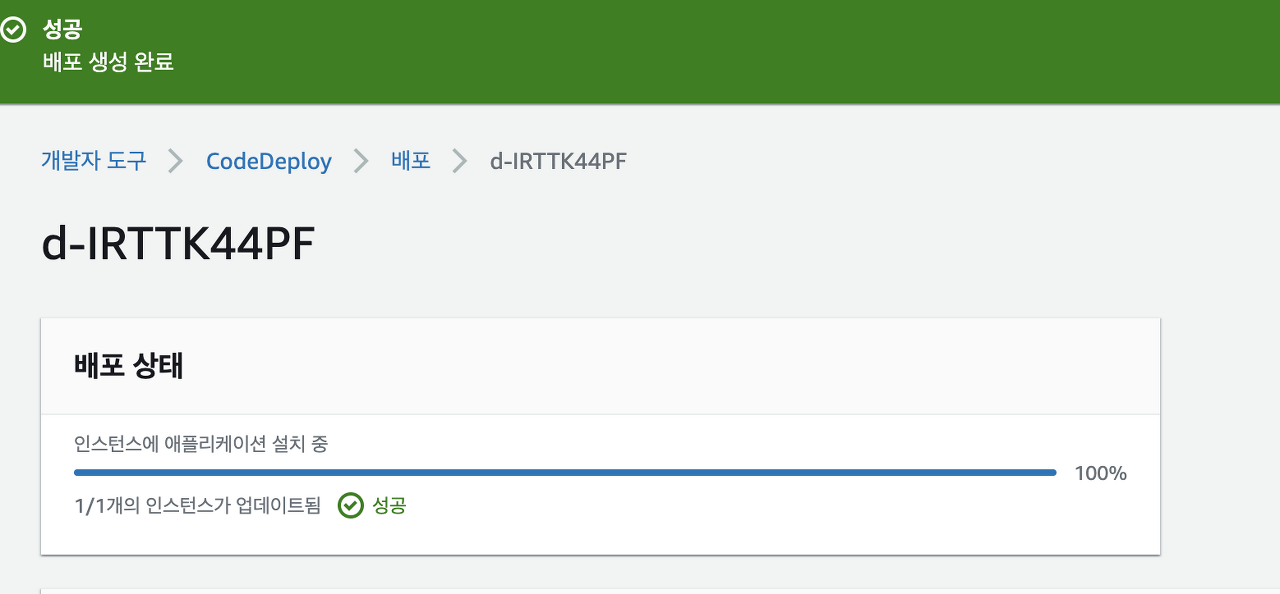 성공
배포 생성 완료
개발자 도구 > CodeDeploy > 배포 > d-IRTTK44PF
d-IRTTK44PF
배포 상태
인스턴스에 애플리케이션 설치 중
100%
1/1개의 인스턴스가 업데이트됨 성공